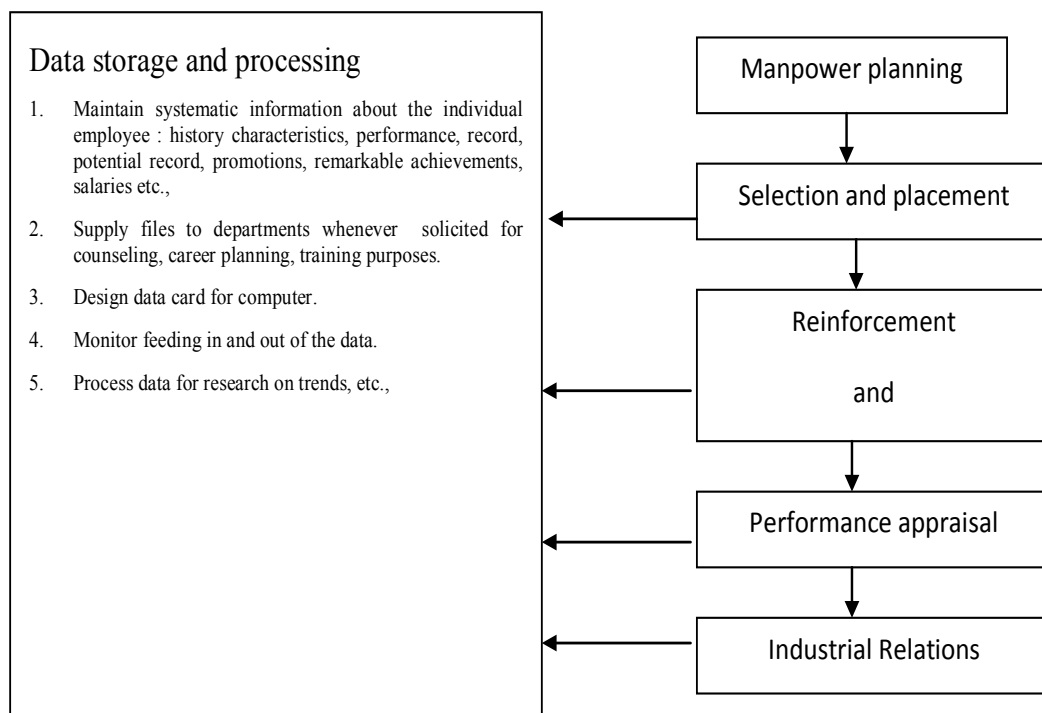 Data storage and processing
1. Maintain systematic information about the individual
employee : history characteristics, performance, record,
potential record, promotions, remarkable achievements,
salaries etc.,
2. Supply files to departments whenever solicited for
counseling, career planning, training purposes.
3. Design data card for computer.
4. Monitor feeding in and out of the data.
5. Process data for research on trends, etc.,
Manpower planning
Selection and placement
Reinforcement
and
Performance appraisal
Industrial Relations